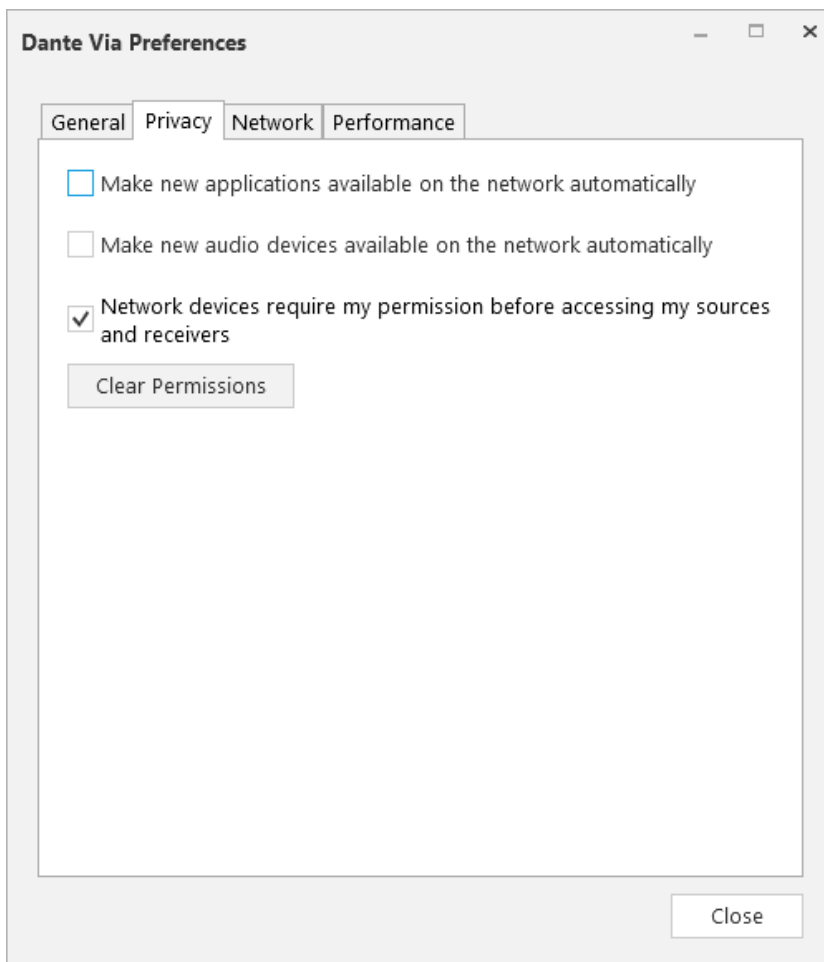 Dante Via Preferences
General Privacy Network Performance
Make new applications available on the network automatically
Make new audio devices available on the network automatically
Network devices require my permission before accessing my sources
and receivers
Clear Permissions
Close